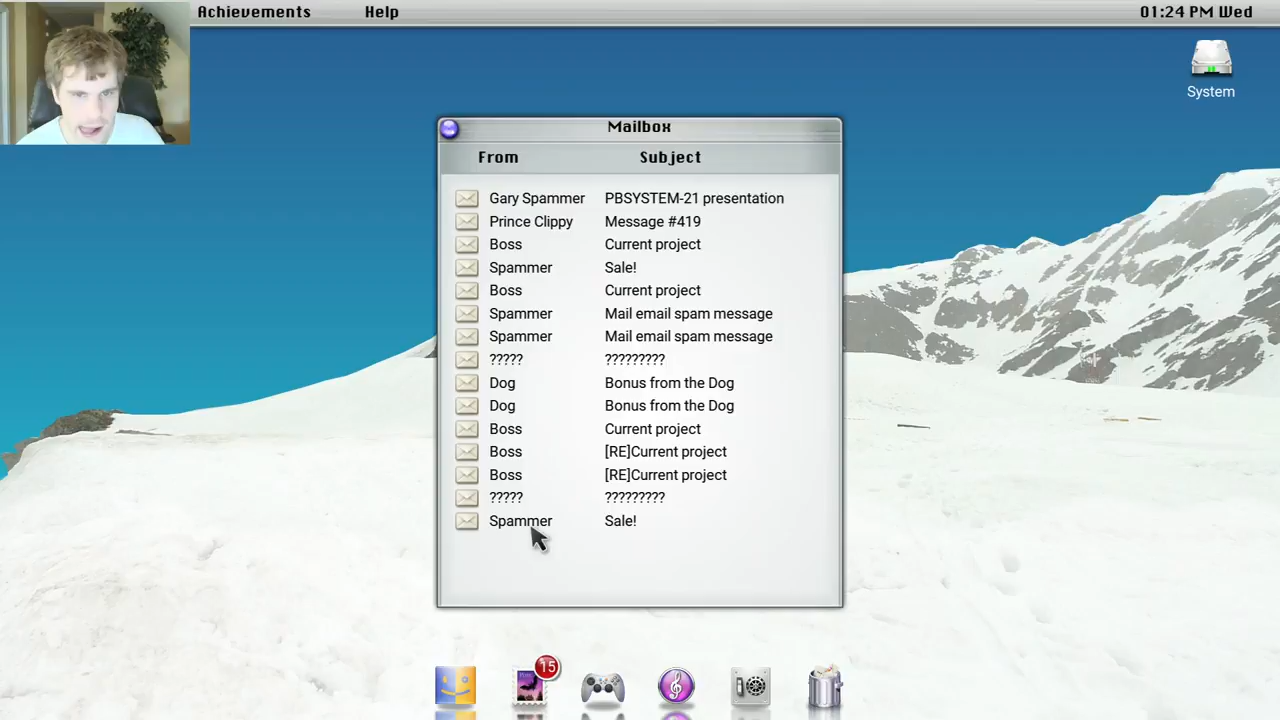 Achievements Help 01:24 PM Wed
System
Mailbox
From Subject
Gary Spammer PBSYSTEM-21 presentation
Prince Clippy Message #419
Boss Current project
Spammer Sale!
Boss Current project
Spammer Mail email spam message
Spammer Mail email spam message
????? ?????????
Dog Bonus from the Dog
Dog Bonus from the Dog
Boss Current project
Boss [RE]Current project
Boss [RE]Current project
????? ?????????
Spammer Sale!
15